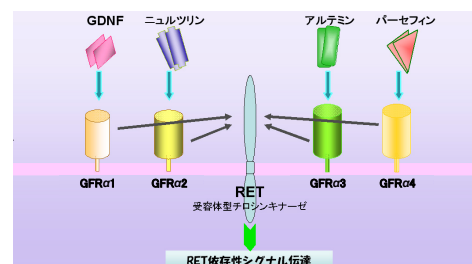 GDNF
ニュルツリン
アルテミン
パーセフィン
GFRα1
GFRα2
RET
GFRα3
GFRα4
受容体型チロシンキナーゼ
RET依存性シグナル伝達